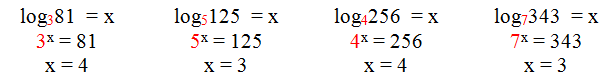 log₃81 = x log₅125 = x log₄256 = x log₇343 = x
3ˣ = 81 5ˣ = 125 4ˣ = 256 7ˣ = 343
x = 4 x = 3 x = 4 x = 3